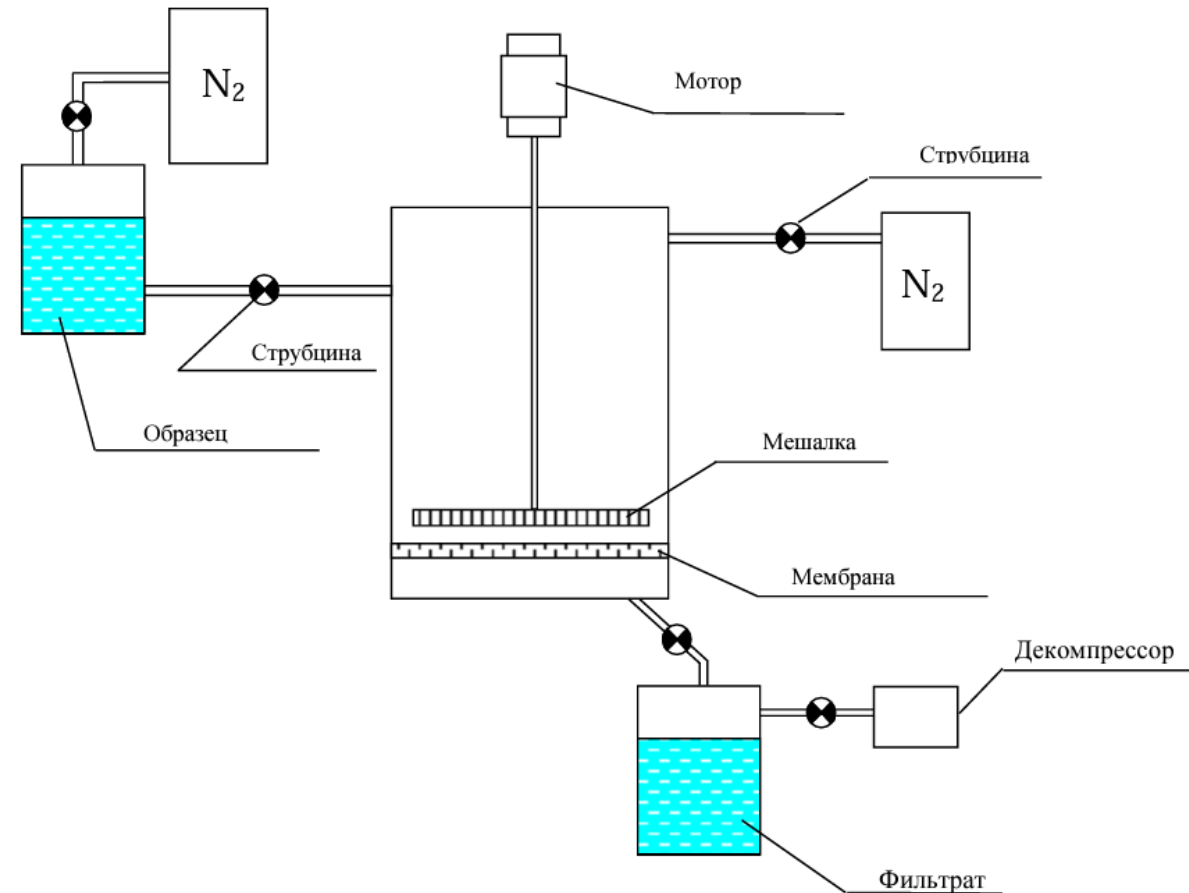 N₂
Мотор
Струбцина
N₂
Струбцина
Образец
Мешалка
Мембрана
Декомпрессор
Фильтрат